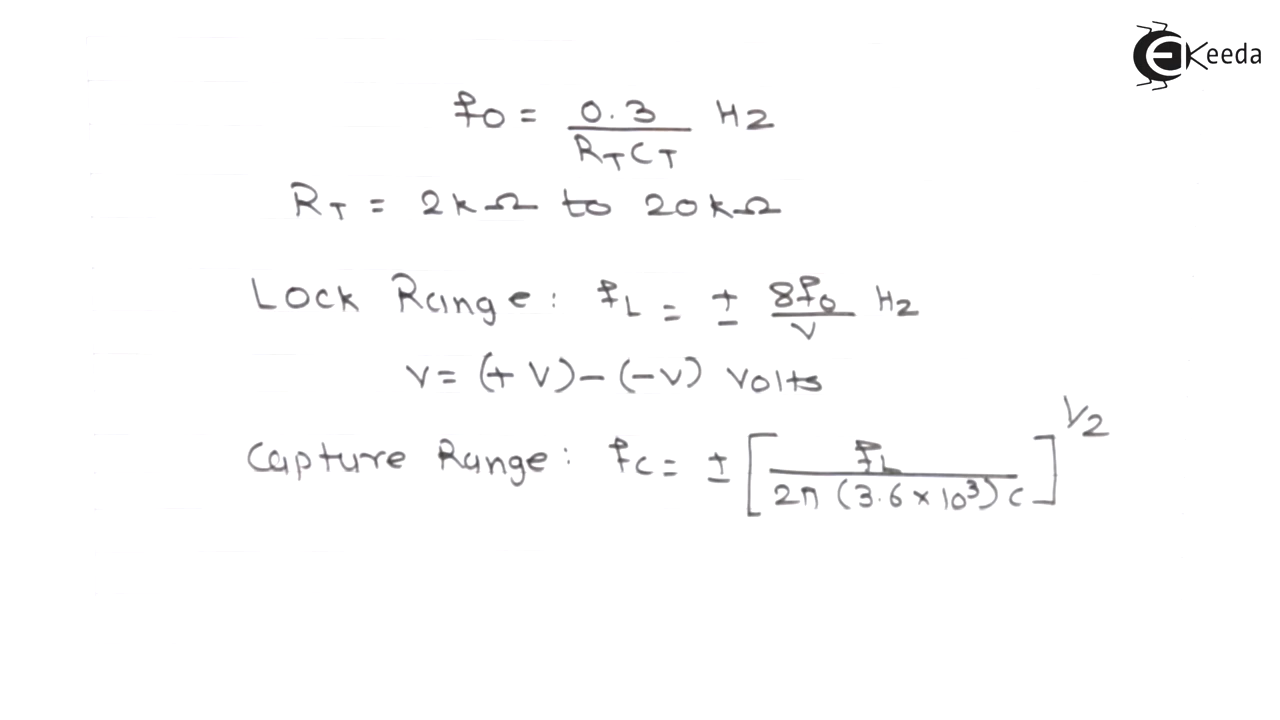 EKeeda
fo = 0.3 / RTCT Hz
RT = 2kΩ to 20kΩ
Lock Range: fL = ± 8fo / V Hz
V = (+V) - (-V) Volts
Capture Range: fc = ± [fL / 2π (3.6 × 10³) C]^1/2